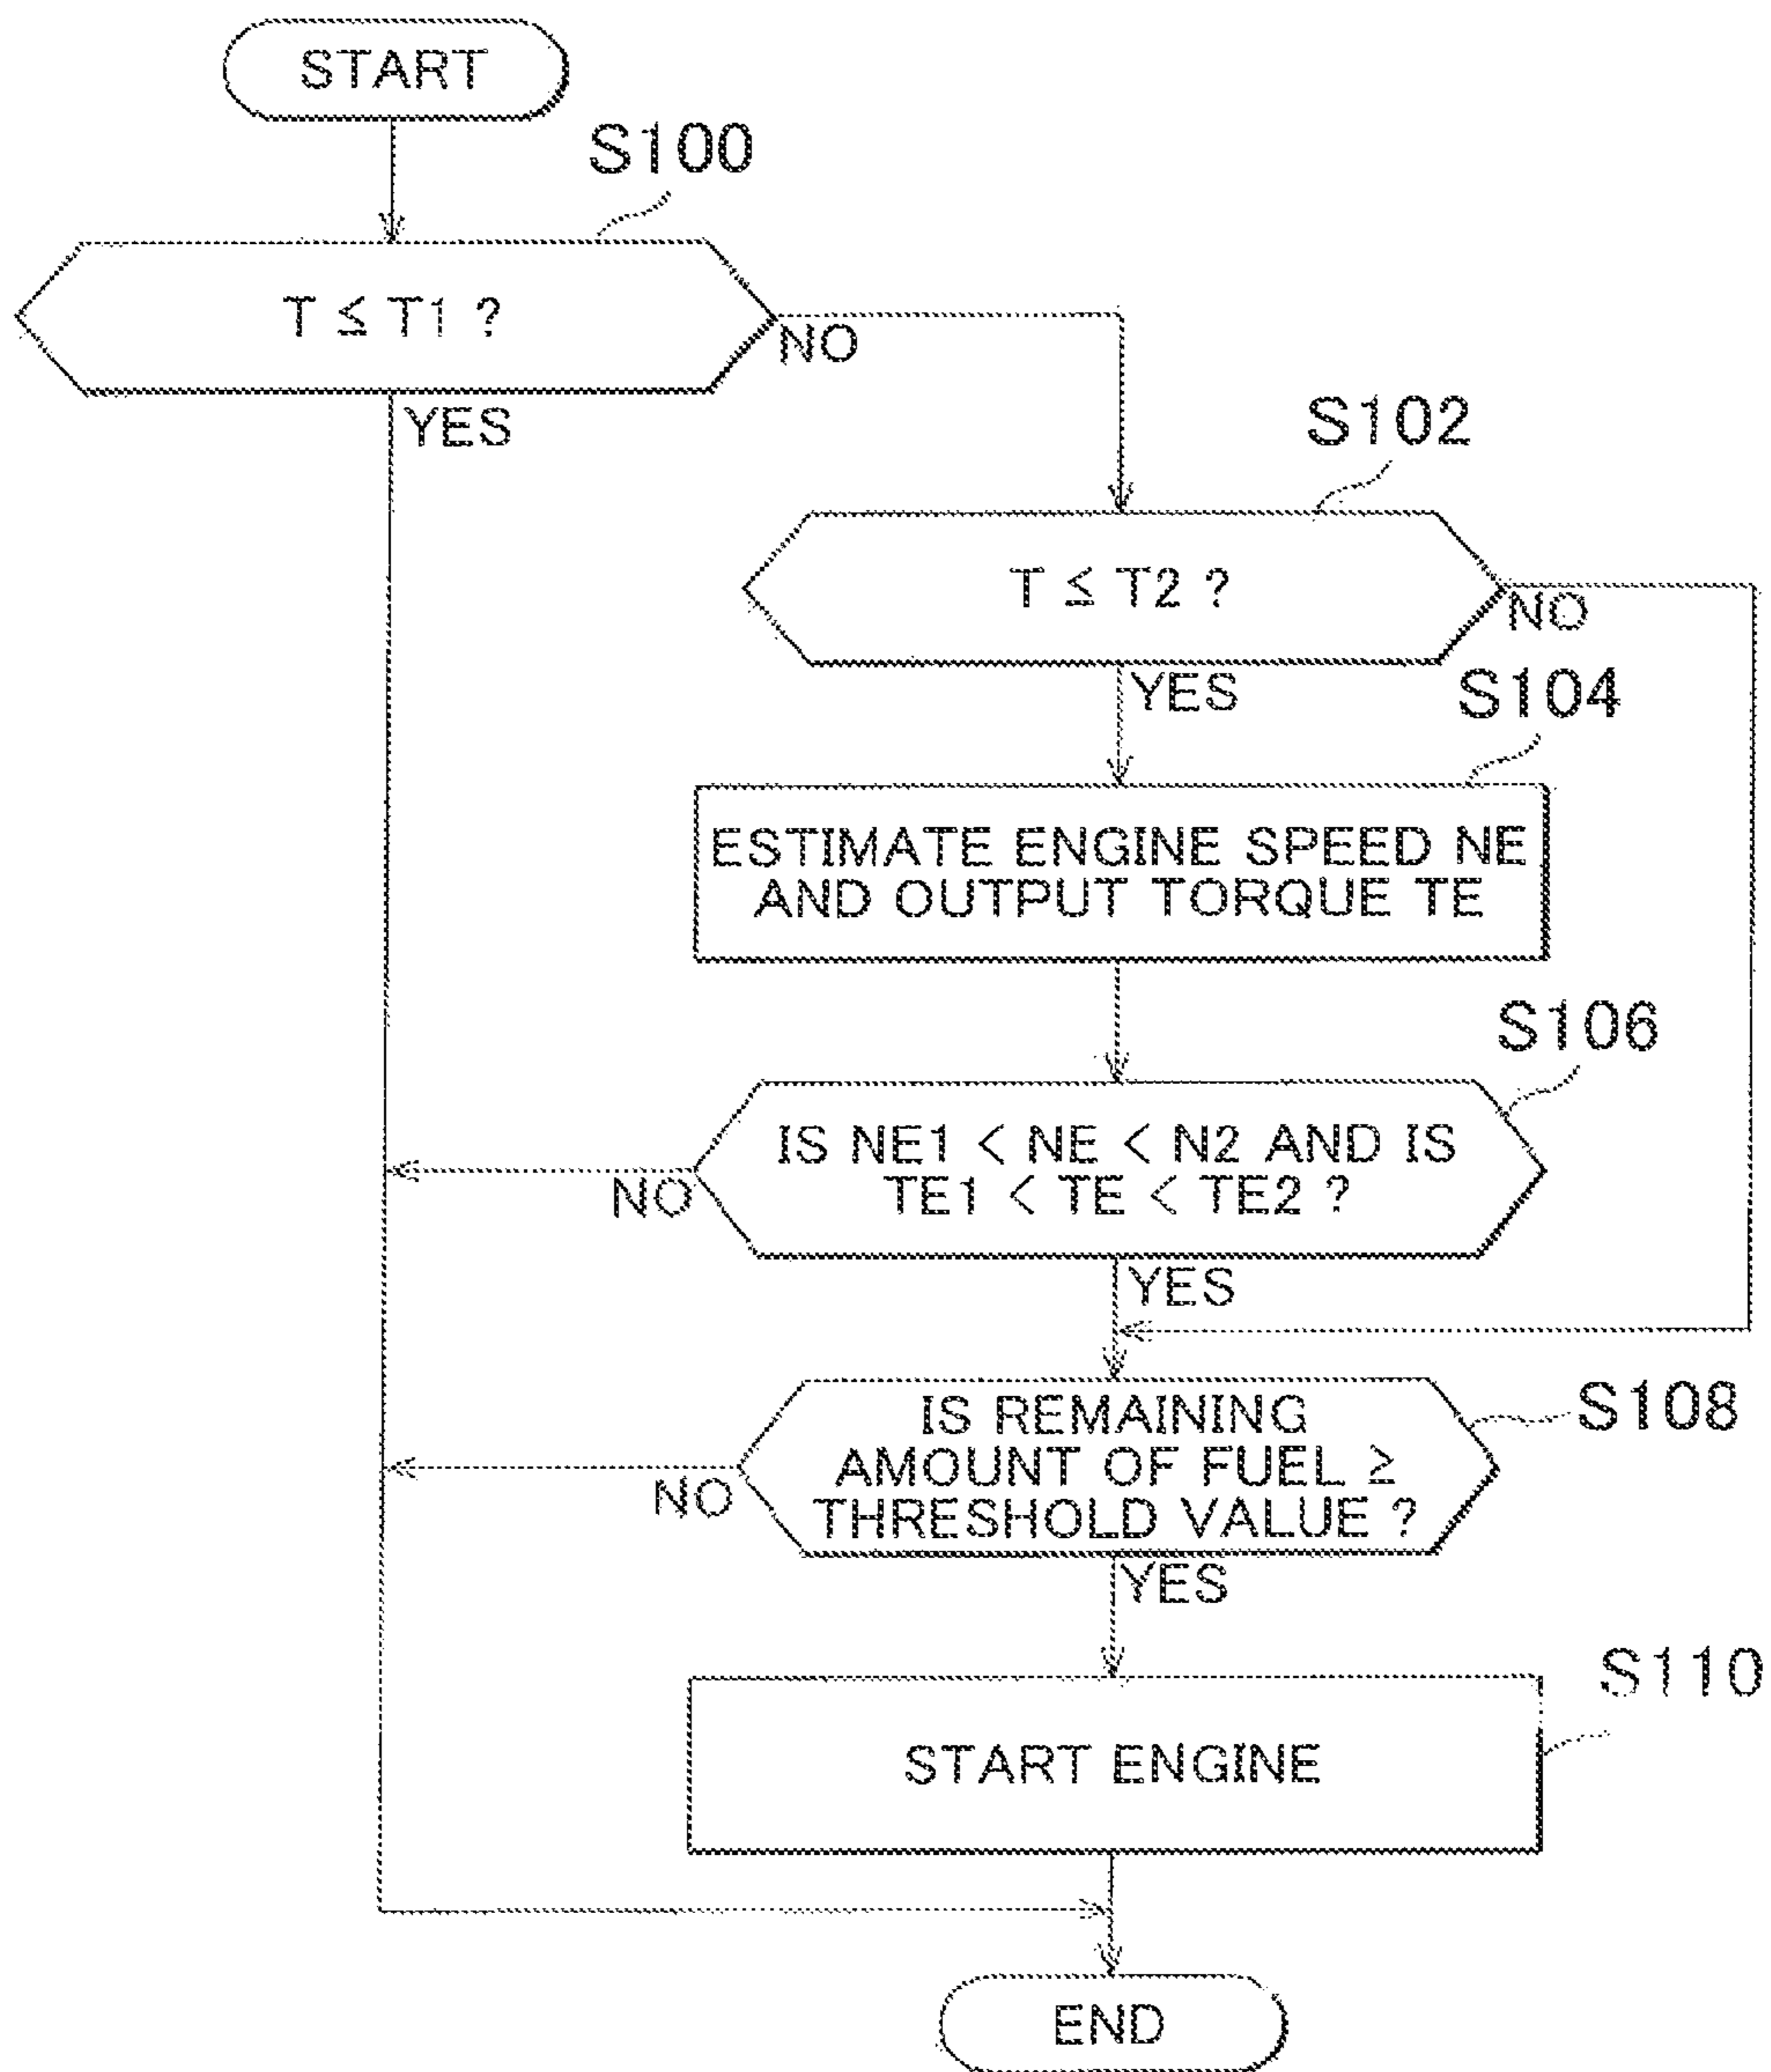 START
S100
T ≤ T1 ?
NO
YES
S102
T ≤ T2 ?
NO
YES
S104
ESTIMATE ENGINE SPEED NE
AND OUTPUT TORQUE TE
S106
IS NE1 < NE < N2 AND IS
TE1 < TE < TE2 ?
NO
YES
S108
IS REMAINING
AMOUNT OF FUEL ≥
THRESHOLD VALUE ?
NO
YES
S110
START ENGINE
END